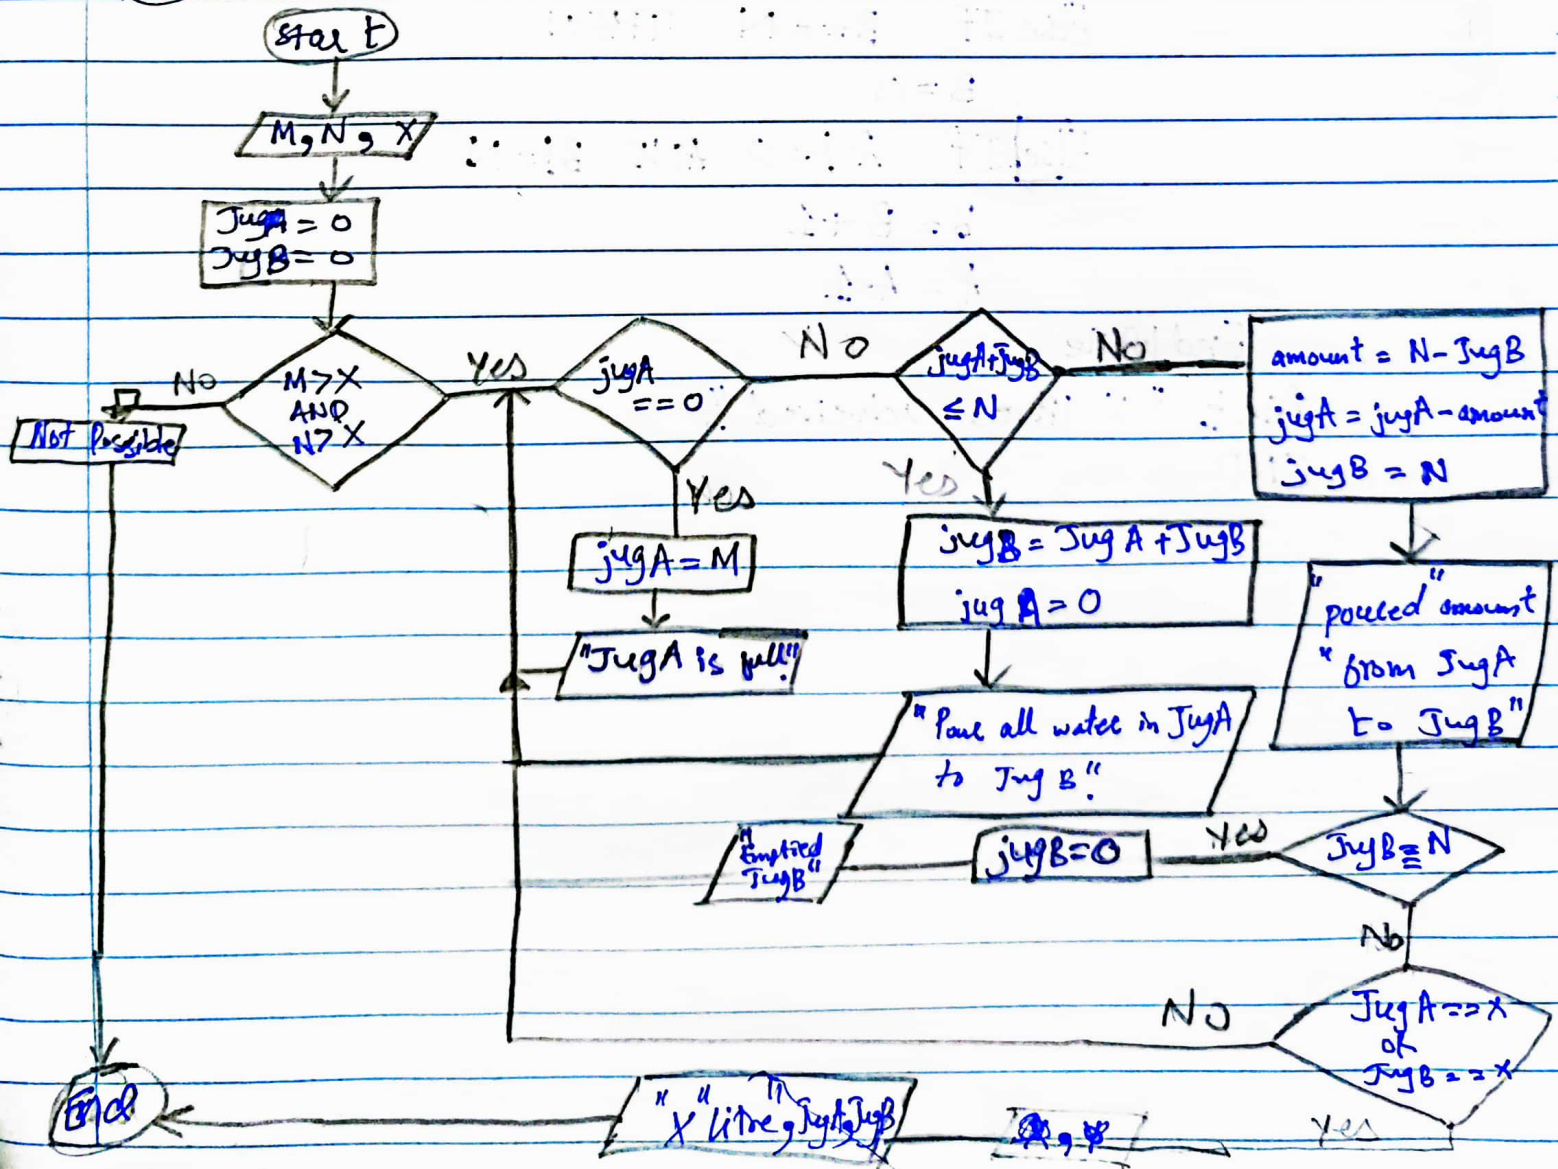 start
M, N, X
JugA = 0
JugB = 0
M > X
AND
N > X
No
Yes
Not Possible
jugA
== 0
No
Yes
jugA + JugB
≤ N
No
Yes
amount = N - JugB
jugA = jugA - amount
jugB = N
jugA = M
"JugA is full"
jugB = JugA + JugB
jug A = 0
"Pour all water in JugA
to Jug B".
"poured" amount
"from JugA
to JugB"
JugB == N
Yes
jugB = 0
"Emptied
JugB"
No
JugA == X
or
JugB == X
No
Yes
"X" litre", JugA, JugB
End